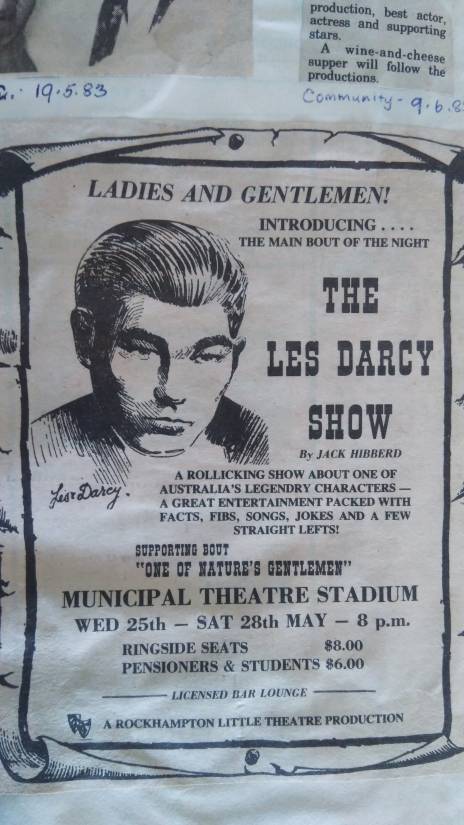 production, best actor,
actress and supporting
stars.
A wine-and-cheese
supper will follow the
productions.
19.5.83
Community - 9.6.8
LADIES AND GENTLEMEN!
INTRODUCING . . . .
THE MAIN BOUT OF THE NIGHT
THE
LES DARCY
SHOW
By JACK HIBBERD
Les Darcy.
A ROLLICKING SHOW ABOUT ONE OF
AUSTRALIA'S LEGENDRY CHARACTERS —
A GREAT ENTERTAINMENT PACKED WITH
FACTS, FIBS, SONGS, JOKES AND A FEW
STRAIGHT LEFTS!
SUPPORTING BOUT
"ONE OF NATURE'S GENTLEMEN"
MUNICIPAL THEATRE STADIUM
WED 25th — SAT 28th MAY — 8 p.m.
RINGSIDE SEATS $8.00
PENSIONERS & STUDENTS $6.00
LICENSED BAR LOUNGE
A ROCKHAMPTON LITTLE THEATRE PRODUCTION